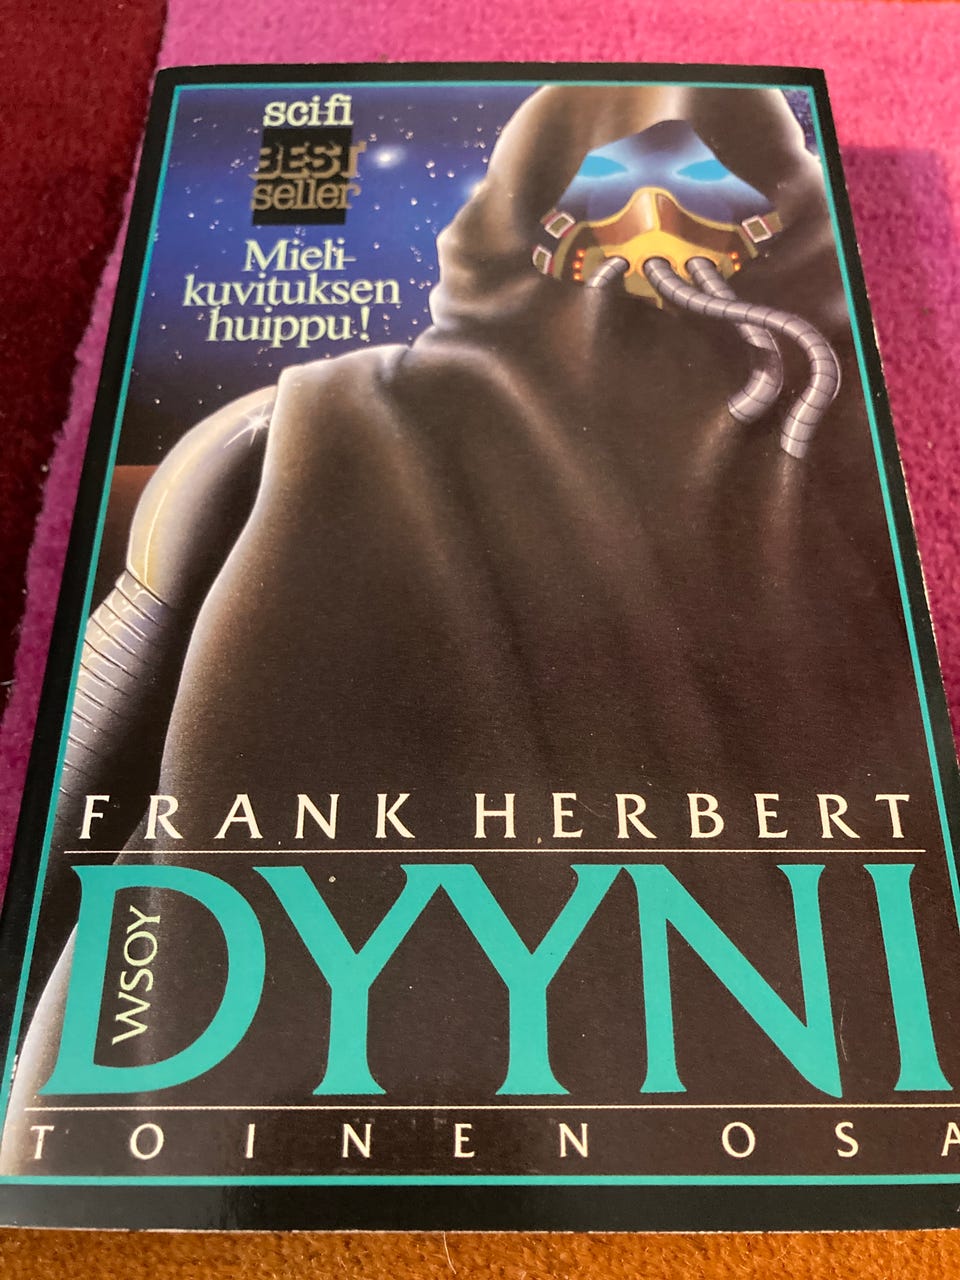 scifi
BEST
seller
Mieli-
kuvituksen
huippu!
FRANK HERBERT
WSOY
DYYNI
TOINEN OSA